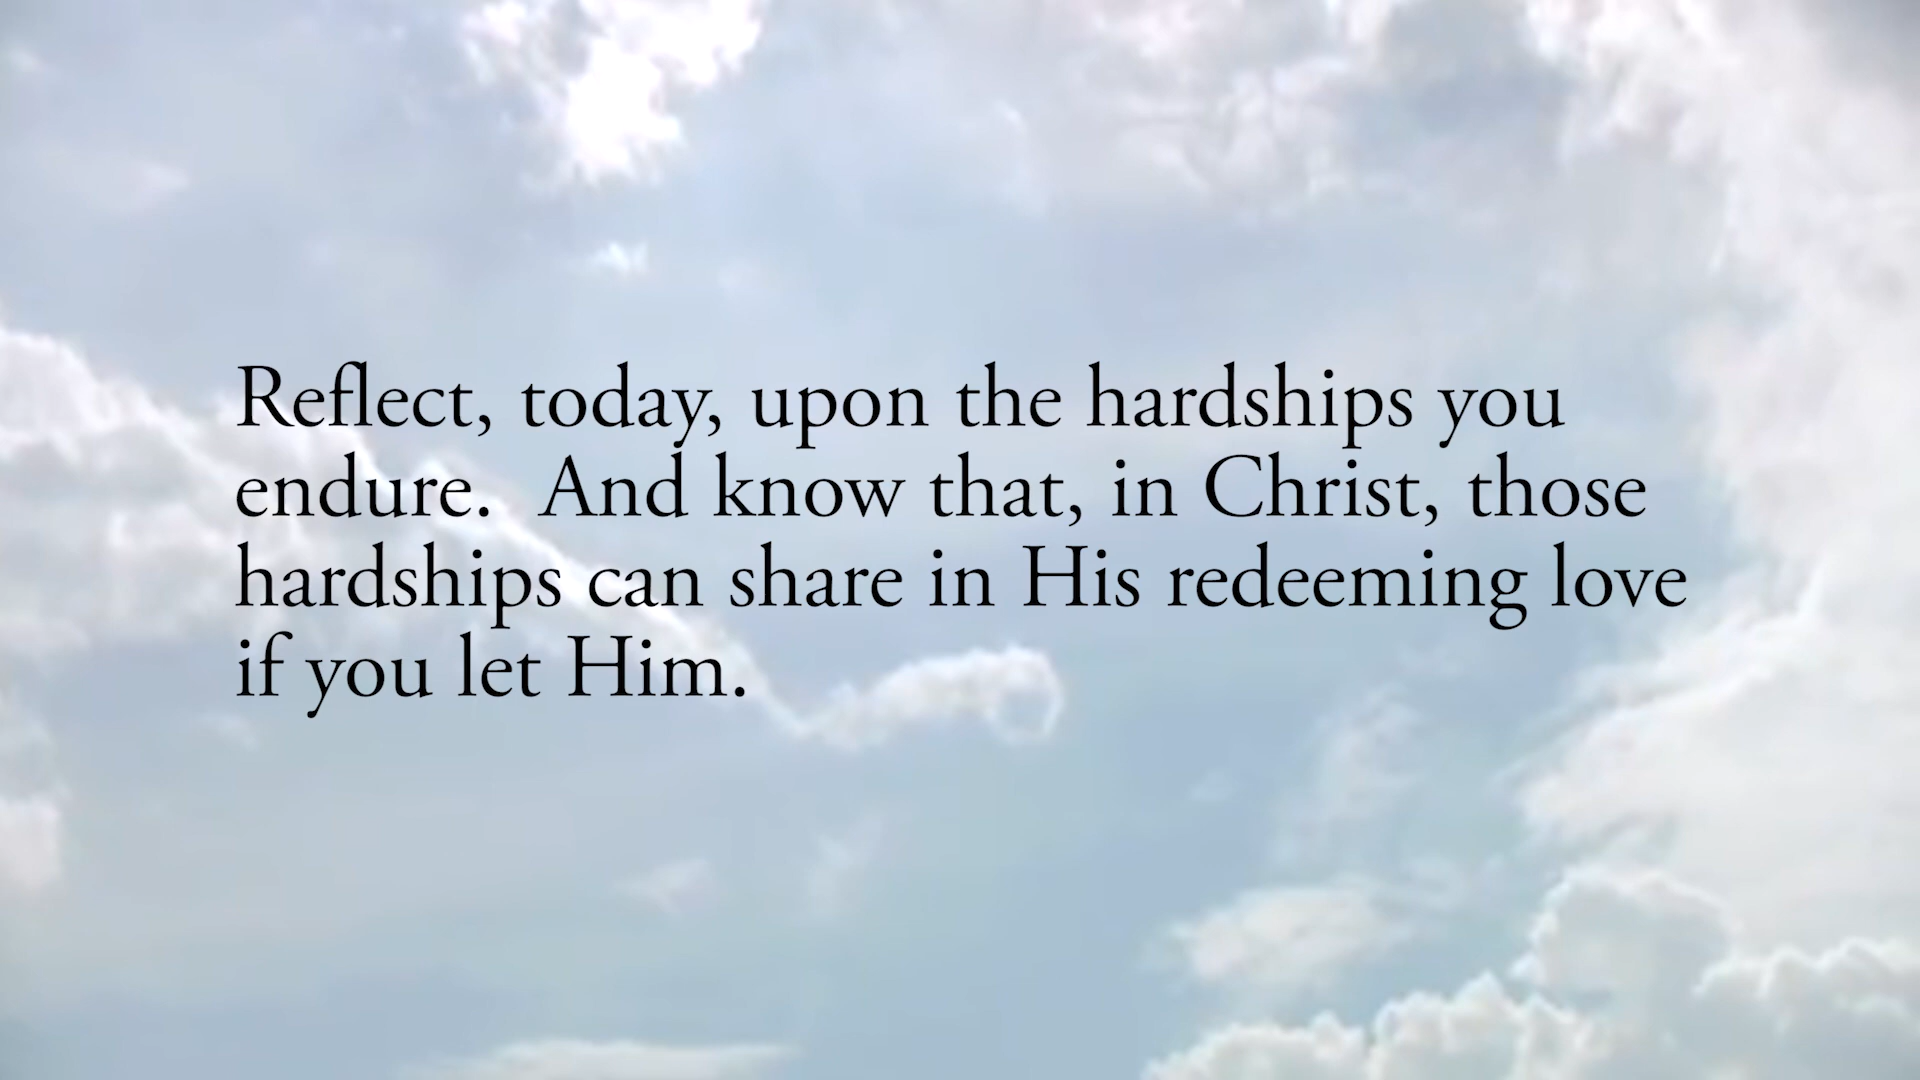 Reflect, today, upon the hardships you
endure.  And know that, in Christ, those
hardships can share in His redeeming love
if you let Him.